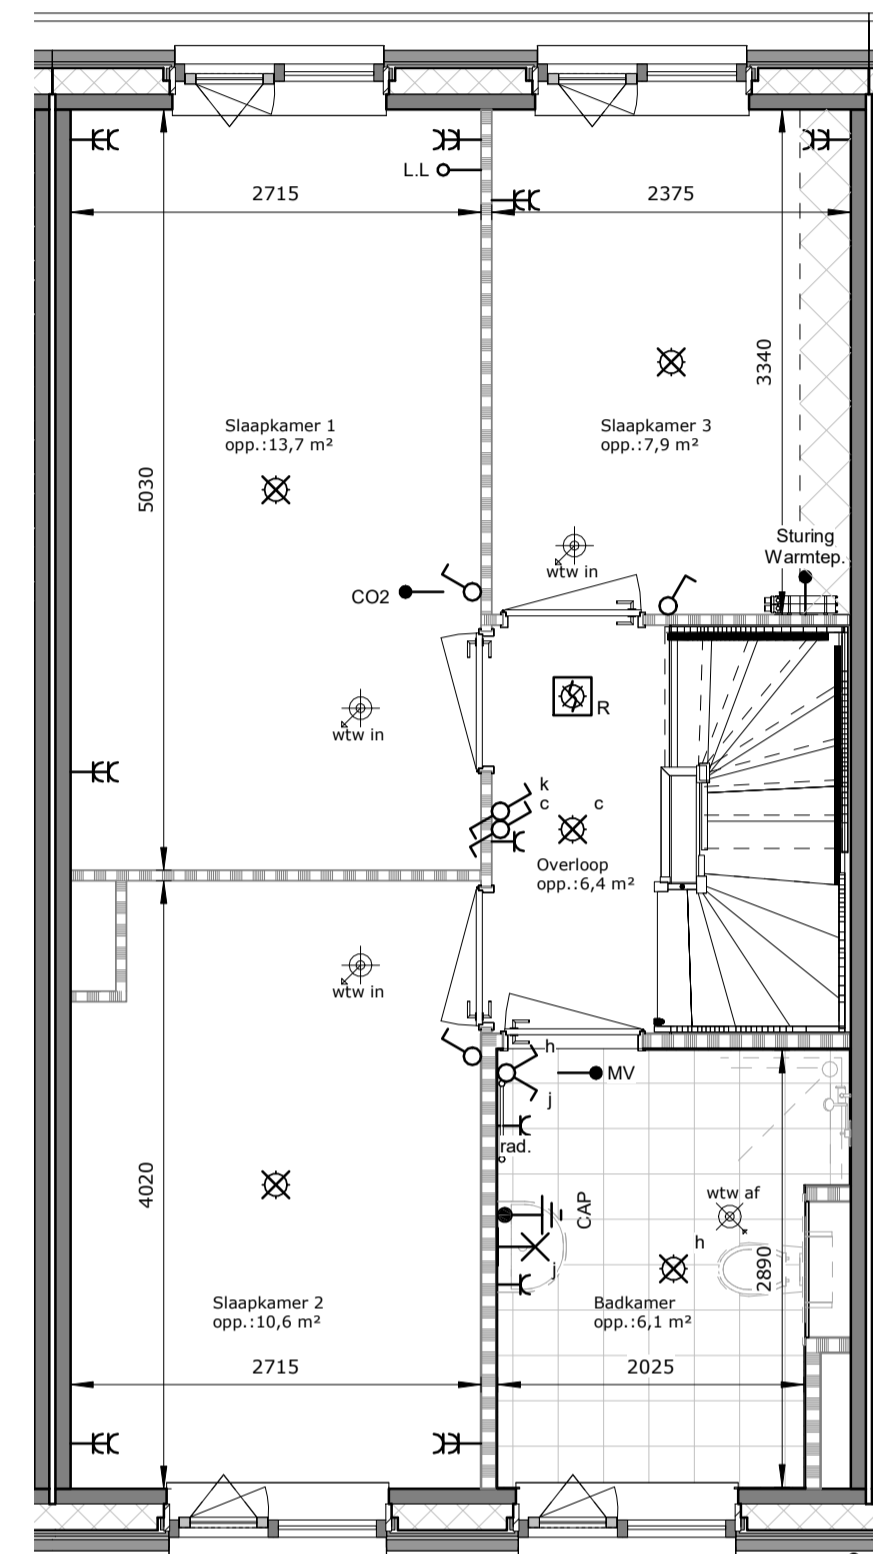 L.L
2715
2375
3340
Slaapkamer 1
opp.:13,7 m²
Slaapkamer 3
opp.:7,9 m²
5030
Sturing
Warmtep.
wtw in
CO2
R
wtw in
k
c
c
Overloop
opp.:6,4 m²
wtw in
h
MV
j
rad.
4020
CAP
wtw af
h
j
2890
Slaapkamer 2
opp.:10,6 m²
Badkamer
opp.:6,1 m²
2715
2025